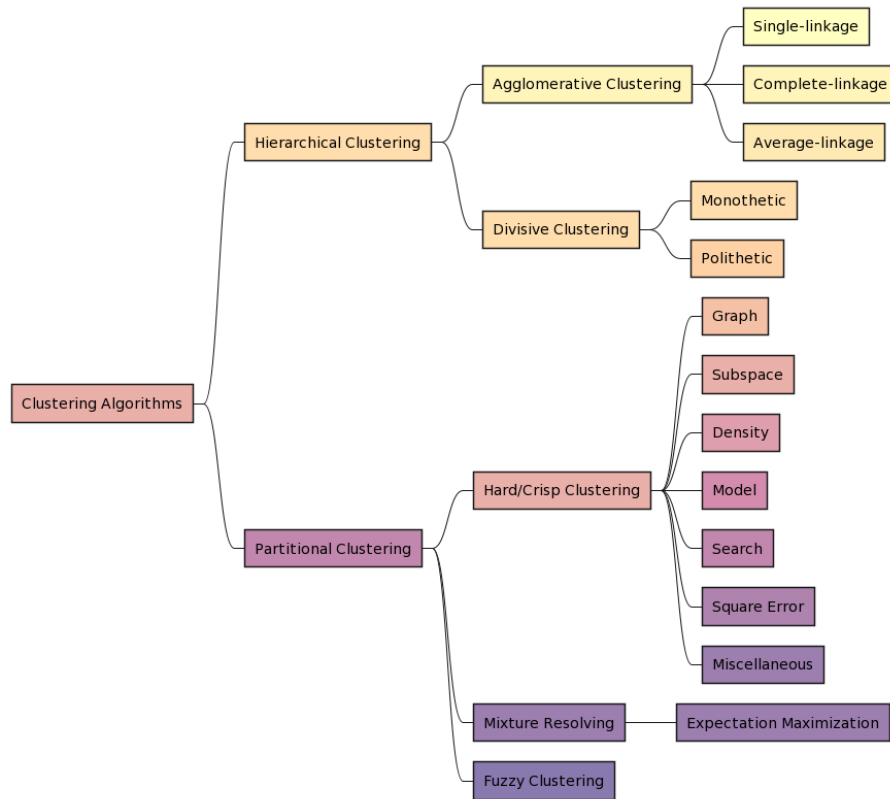 Single-linkage
Agglomerative Clustering
Complete-linkage
Hierarchical Clustering
Average-linkage
Monothetic
Divisive Clustering
Polithetic
Graph
Subspace
Clustering Algorithms
Density
Hard/Crisp Clustering
Model
Partitional Clustering
Search
Square Error
Miscellaneous
Mixture Resolving
Expectation Maximization
Fuzzy Clustering